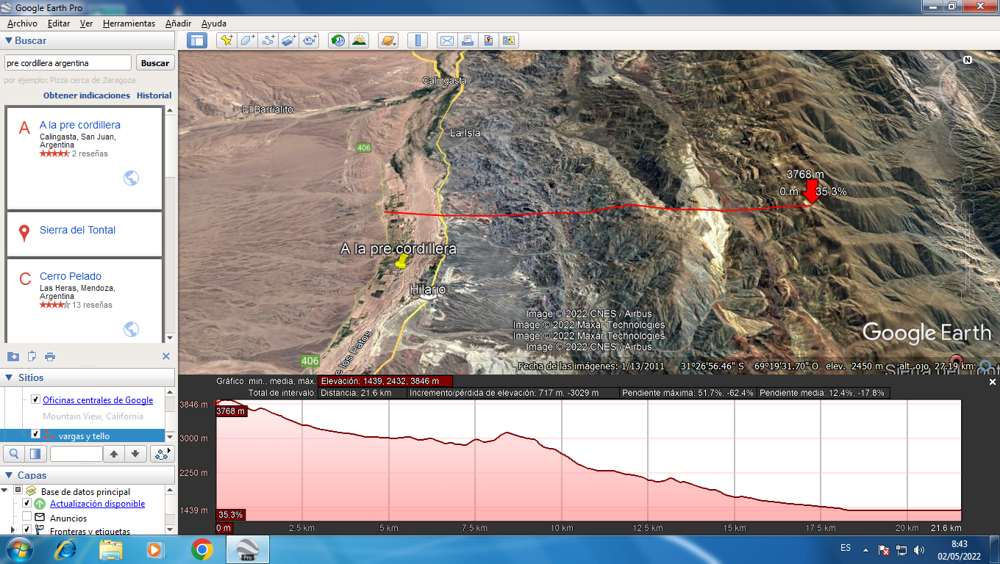 Google Earth Pro
Archivo Editar Ver Herramientas Añadir Ayuda
Buscar
pre cordillera argentina
Buscar
por ejemplo: Pizza cerca de Zaragoza
Obtener indicaciones Historial
A
A la pre cordillera
Calingasta, San Juan,
Argentina
2 reseñas
Sierra del Tontal
C
Cerro Pelado
Las Heras, Mendoza,
Argentina
13 reseñas
Sitios
Oficinas centrales de Google
Mountain View, California
vargas y tello
Capas
Base de datos principal
Actualización disponible
Anuncios
Fronteras y etiquetas
N
Calingasta
El Barrialito
La Isla
406
3768 m
0 m 35.3%
A la pre cordillera
Hilario
406
e los Patos
Image © 2022 CNES / Airbus
Image © 2022 Maxar Technologies
Image © 2022 Maxar Technologies
Image © 2022 CNES / Airbus
Google Earth
Fecha de las imágenes: 1/13/2011 31°26'56.46" S 69°19'31.70" O elev. 2450 m alt. ojo 27.19 km
Sierra del Tont
Gráfico: min., media, máx. Elevación: 1439, 2432, 3846 m
Total de intervalo: Distancia: 21.6 km Incremento/pérdida de elevación: 717 m. -3029 m Pendiente máxima: 51.7%, -62.4% Pendiente media: 12.4%, -17.8%
3846 m
3768 m
3000 m
2250 m
1439 m
35.3%
0 m 2.5 km 5 km 7.5 km 10 km 12.5 km 15 km 17.5 km 20 km 21.6 km
Pro
ES
8:43
02/05/2022